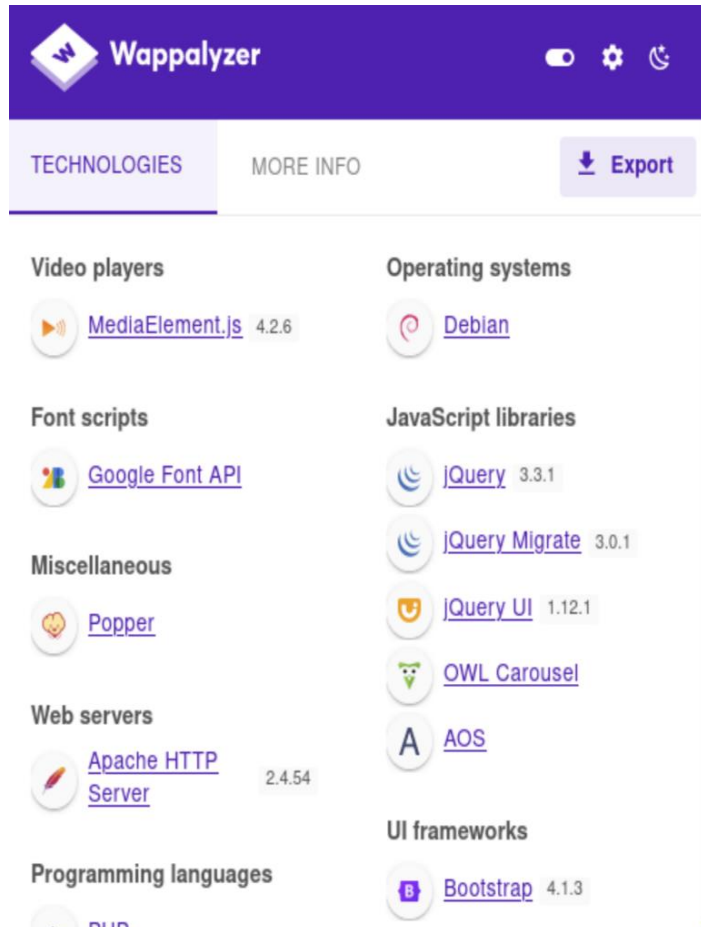 Wappalyzer
TECHNOLOGIES
MORE INFO
Export
Video players
MediaElement.js 4.2.6
Font scripts
Google Font API
Miscellaneous
Popper
Web servers
Apache HTTP
Server 2.4.54
Programming languages
PHP
Operating systems
Debian
JavaScript libraries
jQuery 3.3.1
jQuery Migrate 3.0.1
jQuery UI 1.12.1
OWL Carousel
AOS
UI frameworks
Bootstrap 4.1.3